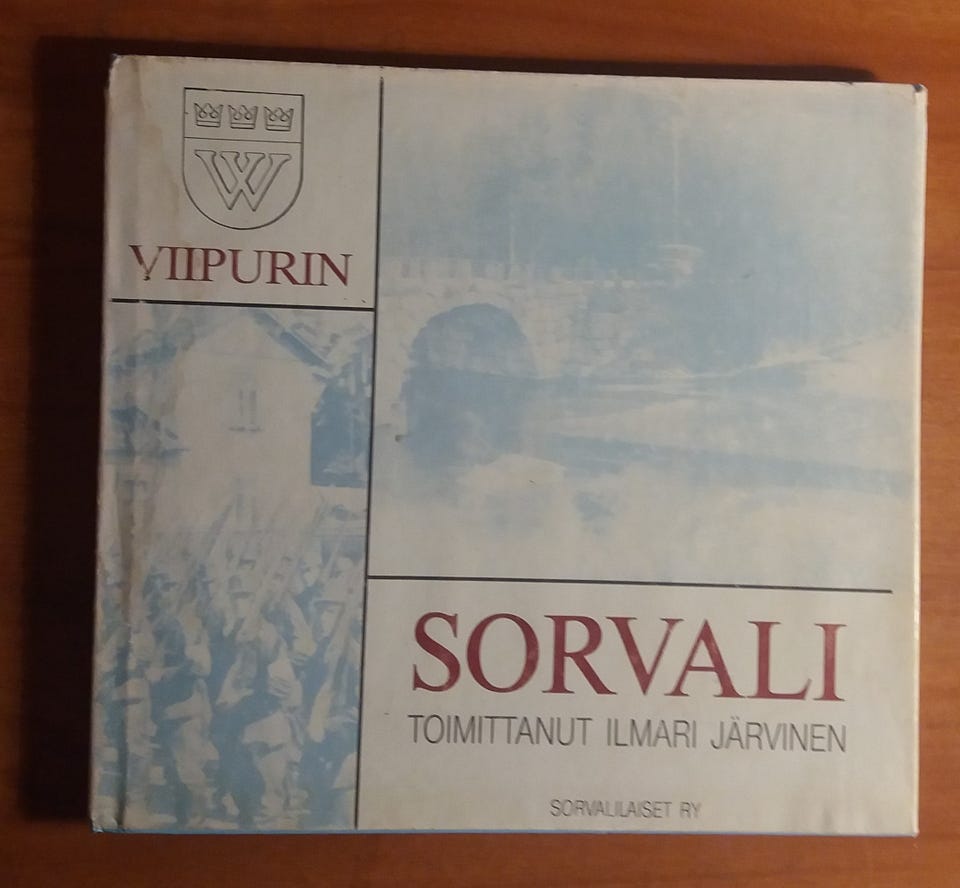 W
VIIPURIN
SORVALI
TOIMITTANUT ILMARI JÄRVINEN
SORVALILAISET RY